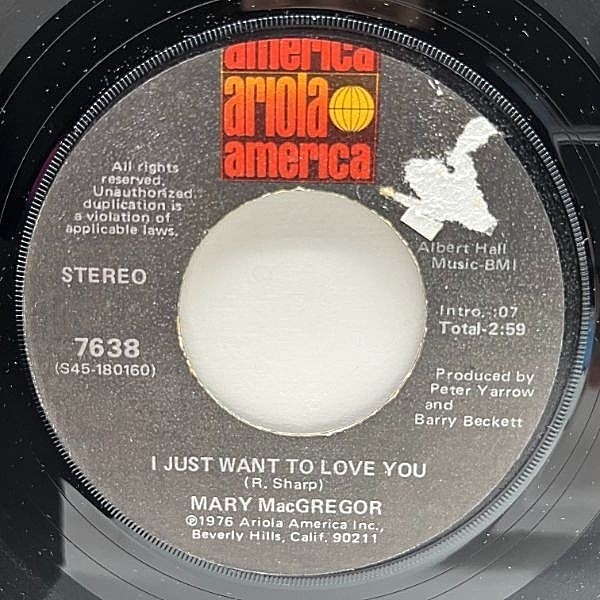 america
ariola
america
All rights
reserved.
Unauthorized
duplication is
a violation of
applicable laws.
STEREO
7638
(S45-180160)
Albert Hall
Music-BMI
Intro. :07
Total-2:59
Produced by
Peter Yarrow
and
Barry Beckett
I JUST WANT TO LOVE YOU
(R. Sharp)
MARY MacGREGOR
℗1976 Ariola America Inc.,
Beverly Hills, Calif. 90211